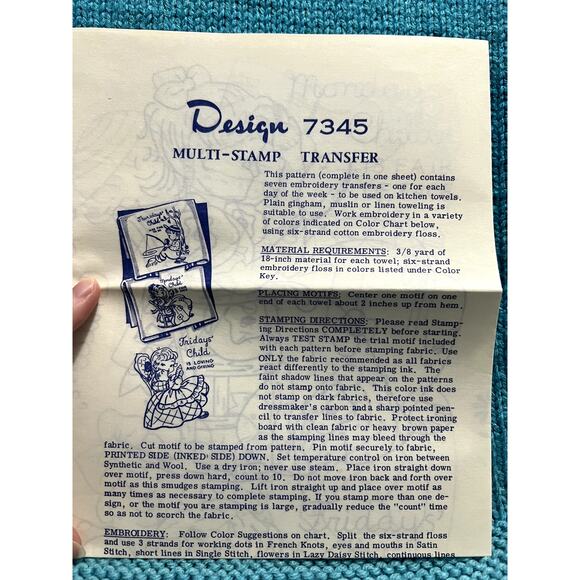 Design 7345
MULTI-STAMP TRANSFER
This pattern (complete in one sheet) contains
seven embroidery transfers - one for each
day of the week - to be used on kitchen towels.
Plain gingham, muslin or linen toweling is
suitable to use. Work embroidery in a variety
of colors indicated on Color Chart below,
using six-strand cotton embroidery floss.
MATERIAL REQUIREMENTS: 3/8 yard of
18-inch material for each towel; six-strand
embroidery floss in colors listed under Color
Key.
PLACING MOTIFS: Center one motif on one
end of each towel about 2 inches up from hem.
STAMPING DIRECTIONS: Please read Stamp-
ing Directions COMPLETELY before starting.
Always TEST STAMP the trial motif included
with each pattern before stamping fabric. Use
ONLY the fabric recommended as all fabrics
react differently to the stamping ink. The
faint shadow lines that appear on the patterns
do not stamp onto fabric. This color ink does
not stamp on dark fabrics, therefore use
dressmaker's carbon and a sharp pointed pen-
cil to transfer lines to fabric. Protect ironing
board with clean fabric or heavy brown paper
as the stamping lines may bleed through the
fabric. Cut motif to be stamped from pattern. Pin motif securely to fabric,
PRINTED SIDE (INKED SIDE) DOWN. Set temperature control on iron between
Synthetic and Wool. Use a dry iron; never use steam. Place iron straight down
over motif, press down hard, count to 10. Do not move iron back and forth over
motif as this smudges stamping. Lift iron straight up and place over motif as
many times as necessary to complete stamping. If you stamp more than one de-
sign, or the motif you are stamping is large, gradually reduce the "count" time
so as not to scorch the fabric.
EMBROIDERY: Follow Color Suggestions on chart. Split the six-strand floss
and use 3 strands for working dots in French Knots, eyes and mouths in Satin
Stitch, short lines in Single Stitch, flowers in Lazy Daisy Stitch, continuous lines
Thursdays'
Child
Mondays'
Child
Fridays'
Child
IS LOVING
AND GIVING